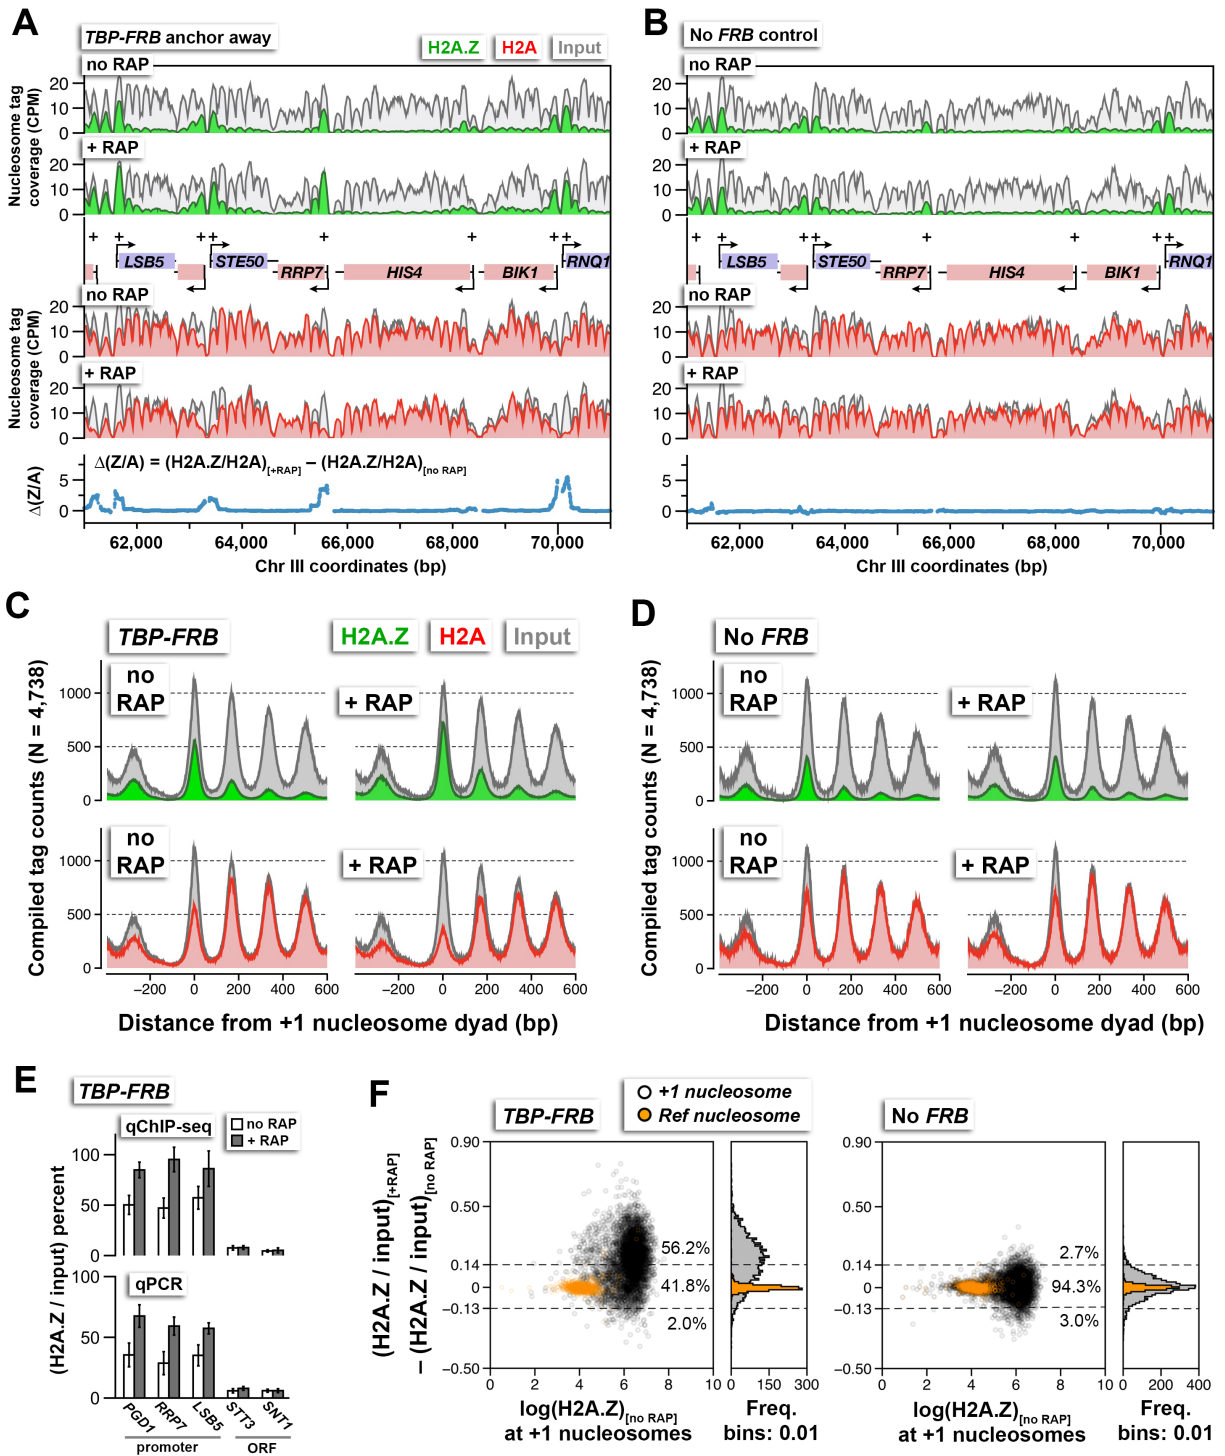 A
TBP-FRB anchor away
H2A.Z
H2A
Input
no RAP
20
10
0
Nucleosome tag
coverage (CPM)
+ RAP
20
10
0
+ + ++ + + ++
LSB5
STE50
RRP7
HIS4
BIK1
RNQ1
no RAP
20
10
0
Nucleosome tag
coverage (CPM)
+ RAP
20
10
0
Δ(Z/A) = (H2A.Z/H2A)[+RAP] – (H2A.Z/H2A)[no RAP]
Δ(Z/A)
5
0
62,000 64,000 66,000 68,000 70,000
Chr III coordinates (bp)
B
No FRB control
no RAP
20
10
0
+ RAP
20
10
0
+ + ++ + + ++
LSB5
STE50
RRP7
HIS4
BIK1
RNQ1
no RAP
20
10
0
+ RAP
20
10
0
5
0
62,000 64,000 66,000 68,000 70,000
Chr III coordinates (bp)
C
TBP-FRB
H2A.Z
H2A
Input
Compiled tag counts (N = 4,738)
no
RAP
+ RAP
1000
500
0
no
RAP
+ RAP
1000
500
0
−200 0 200 400 600
−200 0 200 400 600
Distance from +1 nucleosome dyad (bp)
D
No FRB
Compiled tag counts (N = 4,738)
no
RAP
+ RAP
1000
500
0
1000
500
0
no
RAP
+ RAP
1000
500
0
1000
500
0
−200 0 200 400 600
−200 0 200 400 600
Distance from +1 nucleosome dyad (bp)
E
TBP-FRB
qChIP-seq
no RAP
+ RAP
(H2A.Z / input) percent
100
50
0
qPCR
100
50
0
PGD1
RRP7
LSB5
STT3
SNT1
promoter
ORF
F
TBP-FRB
+1 nucleosome
Ref nucleosome
No FRB
(H2A.Z / input)[+RAP]
– (H2A.Z / input)[no RAP]
0.90
0.50
0.14
0
−0.13
−0.50
56.2%
41.8%
2.0%
0 2 4 6 8 10
0 150 300
log(H2A.Z)[no RAP]
at +1 nucleosomes
Freq.
bins: 0.01
0.90
0.50
0.14
0
−0.13
−0.50
2.7%
94.3%
3.0%
0 2 4 6 8 10
0 200 400
log(H2A.Z)[no RAP]
at +1 nucleosomes
Freq.
bins: 0.01